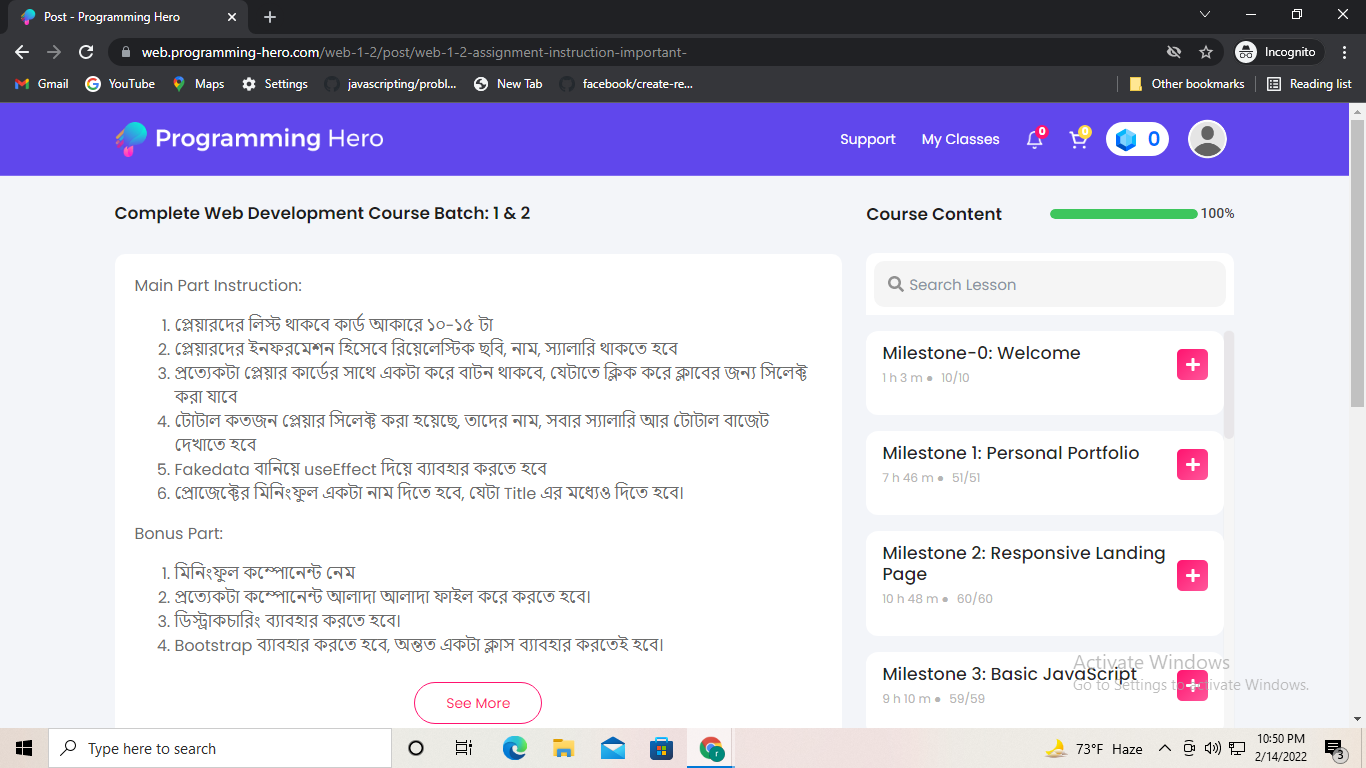 Post - Programming Hero
web.programming-hero.com/web-1-2/post/web-1-2-assignment-instruction-important-
Incognito
Gmail YouTube Maps Settings javascripting/probl... New Tab facebook/create-re... Other bookmarks Reading list
Programming Hero
Support My Classes 0 0 0
Complete Web Development Course Batch: 1 & 2
Course Content 100%
Main Part Instruction:
1. প্লেয়ারদের লিস্ট থাকবে কার্ড আকারে ১০-১৫ টা
2. প্লেয়ারদের ইনফরমেশন হিসেবে রিয়েলেস্টিক ছবি, নাম, স্যালারি থাকতে হবে
3. প্রত্যেকটা প্লেয়ার কার্ডের সাথে একটা করে বাটন থাকবে, যেটাতে ক্লিক করে ক্লাবের জন্য সিলেক্ট
করা যাবে
4. টোটাল কতজন প্লেয়ার সিলেক্ট করা হয়েছে, তাদের নাম, সবার স্যালারি আর টোটাল বাজেট
দেখাতে হবে
5. Fakedata বানিয়ে useEffect দিয়ে ব্যাবহার করতে হবে
6. প্রোজেক্টের মিনিংফুল একটা নাম দিতে হবে, যেটা Title এর মধ্যেও দিতে হবে।
Bonus Part:
1. মিনিংফুল কম্পোনেন্ট নেম
2. প্রত্যেকটা কম্পোনেন্ট আলাদা আলাদা ফাইল করে করতে হবে।
3. ডিস্ট্রাকচারিং ব্যাবহার করতে হবে।
4. Bootstrap ব্যাবহার করতে হবে, অন্তত একটা ক্লাস ব্যাবহার করতেই হবে।
See More
Search Lesson
Milestone-0: Welcome
1 h 3 m ● 10/10
Milestone 1: Personal Portfolio
7 h 46 m ● 51/51
Milestone 2: Responsive Landing
Page
10 h 48 m ● 60/60
Milestone 3: Basic JavaScript
9 h 10 m ● 59/59
Activate Windows
Go to Settings to activate Windows.
Type here to search
73°F Haze
10:50 PM
2/14/2022
3